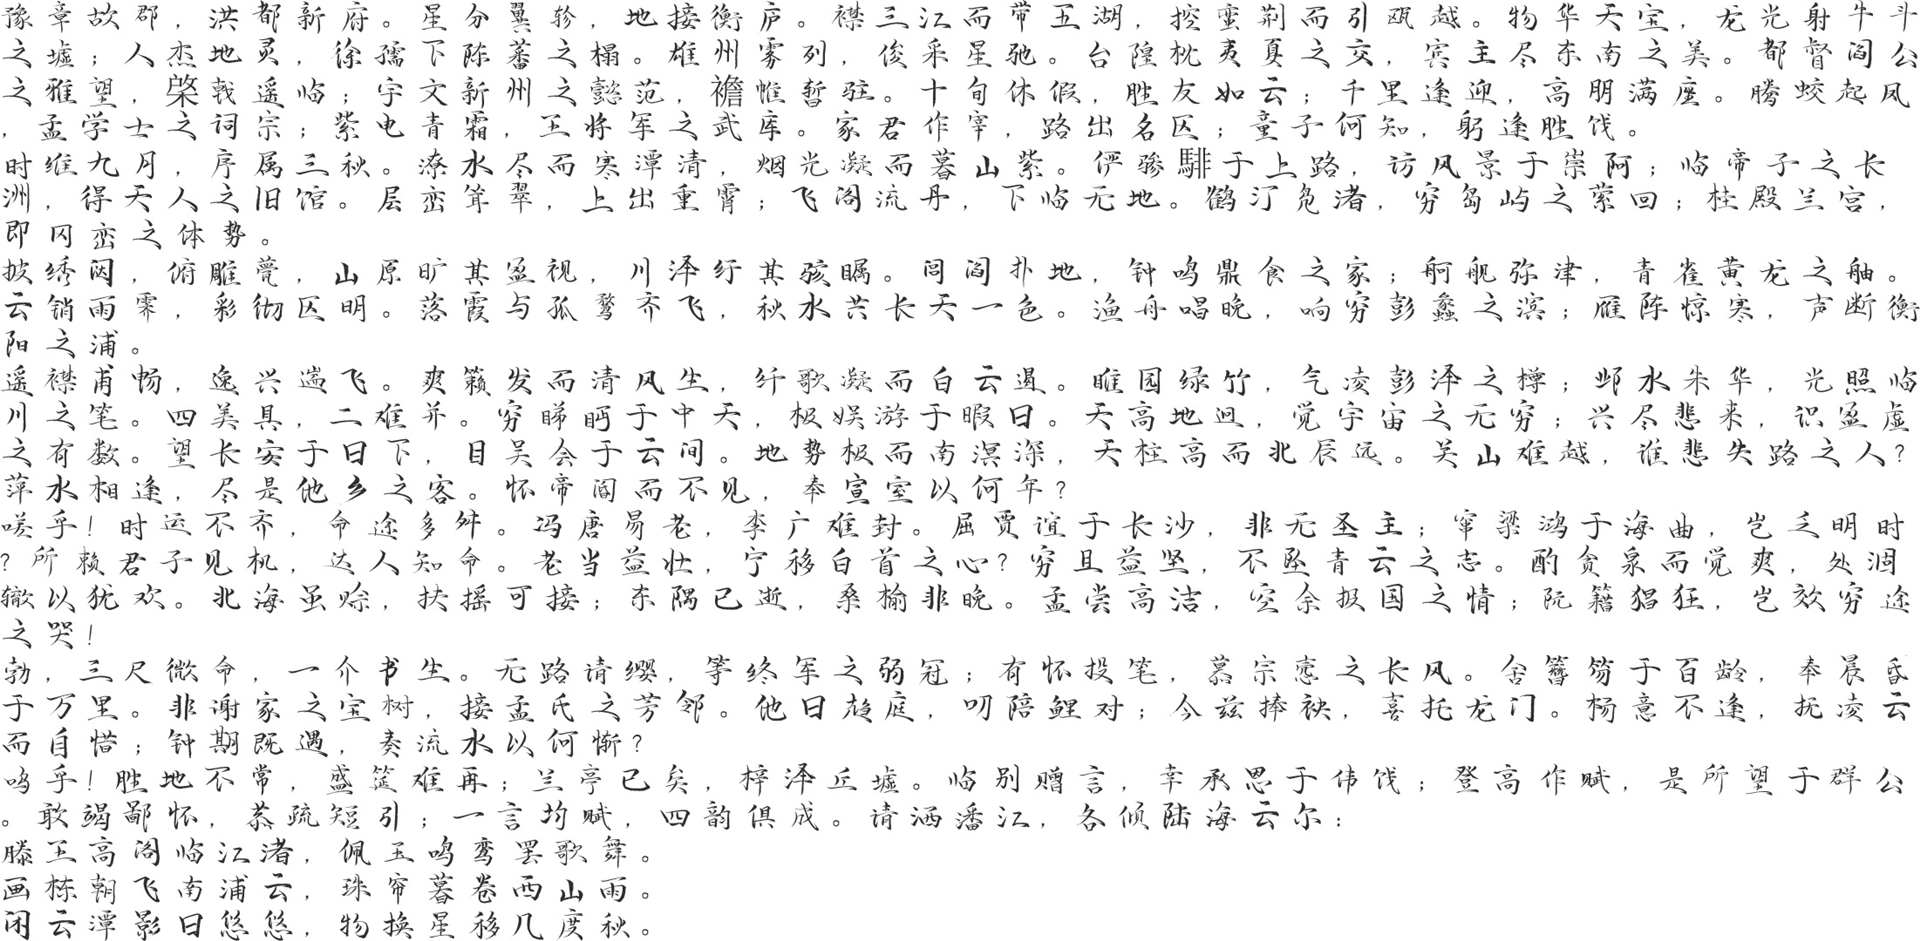 豫章故郡，洪都新府。星分翼轸，地接衡庐。襟三江而带五湖，控蛮荆而引瓯越。物华天宝，龙光射牛斗
之墟；人杰地灵，徐孺下陈蕃之榻。雄州雾列，俊采星驰。台隍枕夷夏之交，宾主尽东南之美。都督阎公
之雅望，棨戟遥临；宇文新州之懿范，襜帷暂驻。十旬休假，胜友如云；千里逢迎，高朋满座。腾蛟起凤
，孟学士之词宗；紫电青霜，王将军之武库。家君作宰，路出名区；童子何知，躬逢胜饯。
时维九月，序属三秋。潦水尽而寒潭清，烟光凝而暮山紫。俨骖騑于上路，访风景于崇阿；临帝子之长
洲，得天人之旧馆。层峦耸翠，上出重霄；飞阁流丹，下临无地。鹤汀凫渚，穷岛屿之萦回；桂殿兰宫，
即冈峦之体势。
披绣闼，俯雕甍，山原旷其盈视，川泽纡其骇瞩。闾阎扑地，钟鸣鼎食之家；舸舰弥津，青雀黄龙之舳。
云销雨霁，彩彻区明。落霞与孤鹜齐飞，秋水共长天一色。渔舟唱晚，响穷彭蠡之滨；雁阵惊寒，声断衡
阳之浦。
遥襟甫畅，逸兴遄飞。爽籁发而清风生，纤歌凝而白云遏。睢园绿竹，气凌彭泽之樽；邺水朱华，光照临
川之笔。四美具，二难并。穷睇眄于中天，极娱游于暇日。天高地迥，觉宇宙之无穷；兴尽悲来，识盈虚
之有数。望长安于日下，目吴会于云间。地势极而南溟深，天柱高而北辰远。关山难越，谁悲失路之人？
萍水相逢，尽是他乡之客。怀帝阍而不见，奉宣室以何年？
嗟乎！时运不齐，命途多舛。冯唐易老，李广难封。屈贾谊于长沙，非无圣主；窜梁鸿于海曲，岂乏明时
？所赖君子见机，达人知命。老当益壮，宁移白首之心？穷且益坚，不坠青云之志。酌贪泉而觉爽，处涸
辙以犹欢。北海虽赊，扶摇可接；东隅已逝，桑榆非晚。孟尝高洁，空余报国之情；阮籍猖狂，岂效穷途
之哭！
勃，三尺微命，一介书生。无路请缨，等终军之弱冠；有怀投笔，慕宗悫之长风。舍簪笏于百龄，奉晨昏
于万里。非谢家之宝树，接孟氏之芳邻。他日趋庭，叨陪鲤对；今兹捧袂，喜托龙门。杨意不逢，抚凌云
而自惜；钟期既遇，奏流水以何惭？
呜乎！胜地不常，盛筵难再；兰亭已矣，梓泽丘墟。临别赠言，幸承恩于伟饯；登高作赋，是所望于群公
。敢竭鄙怀，恭疏短引；一言均赋，四韵俱成。请洒潘江，各倾陆海云尔：
滕王高阁临江渚，佩玉鸣鸾罢歌舞。
画栋朝飞南浦云，珠帘暮卷西山雨。
闲云潭影日悠悠，物换星移几度秋。